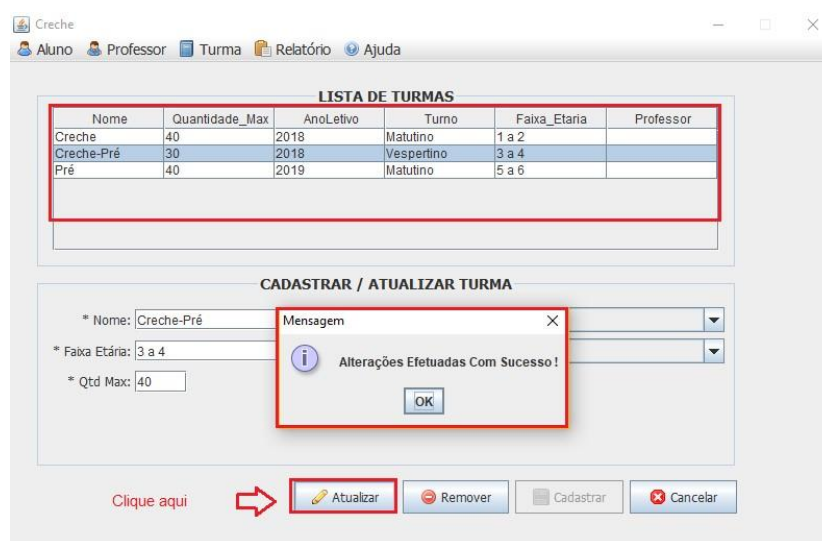 Creche
Aluno Professor Turma Relatório Ajuda
LISTA DE TURMAS
Nome Quantidade_Max AnoLetivo Turno Faixa_Etaria Professor
Creche 40 2018 Matutino 1 a 2
Creche-Pré 30 2018 Vespertino 3 a 4
Pré 40 2019 Matutino 5 a 6
CADASTRAR / ATUALIZAR TURMA
* Nome: Creche-Pré
Mensagem
* Faixa Etária: 3 a 4
Alterações Efetuadas Com Sucesso !
* Qtd Max: 40
OK
Clique aqui Atualizar Remover Cadastrar Cancelar